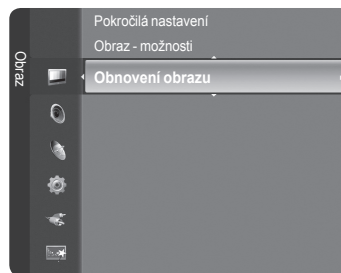 Obraz
Pokročilá nastavení
Obraz - možnosti
Obnovení obrazu